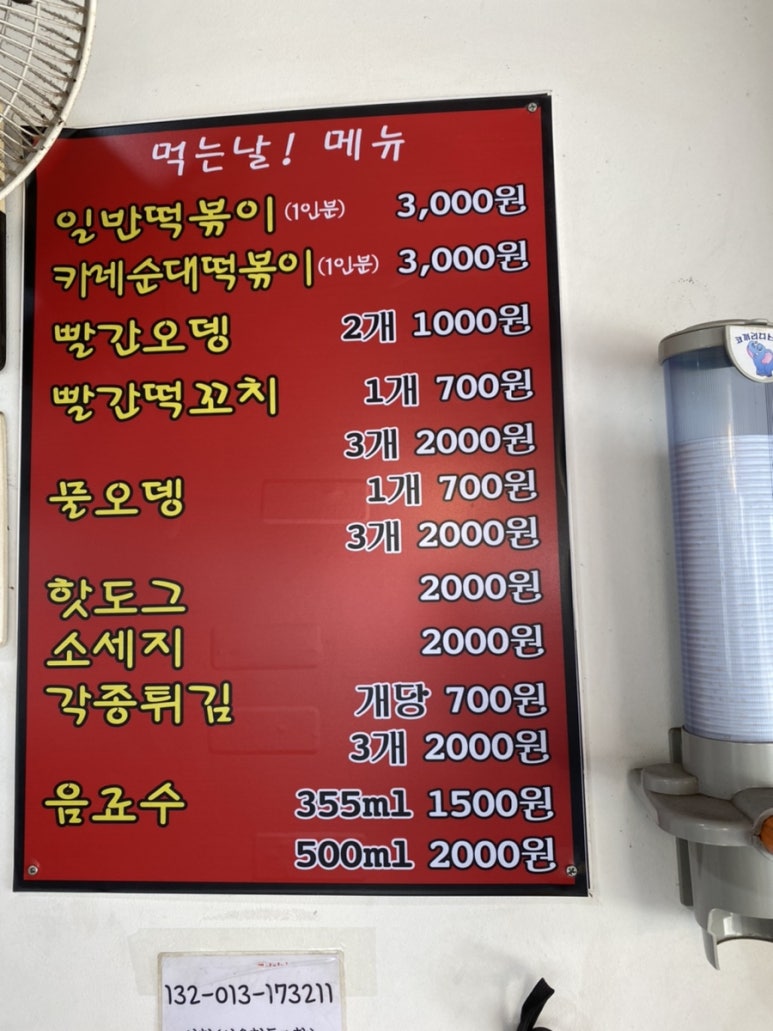 먹는날! 메뉴
일반떡볶이 (1인분) 3,000원
카레순대떡볶이 (1인분) 3,000원
빨간오뎅 2개 1000원
빨간떡꼬치 1개 700원
3개 2000원
물오뎅 1개 700원
3개 2000원
핫도그 2000원
소세지 2000원
각종튀김 개당 700원
3개 2000원
음료수 355ml 1500원
500ml 2000원
132-013-173211